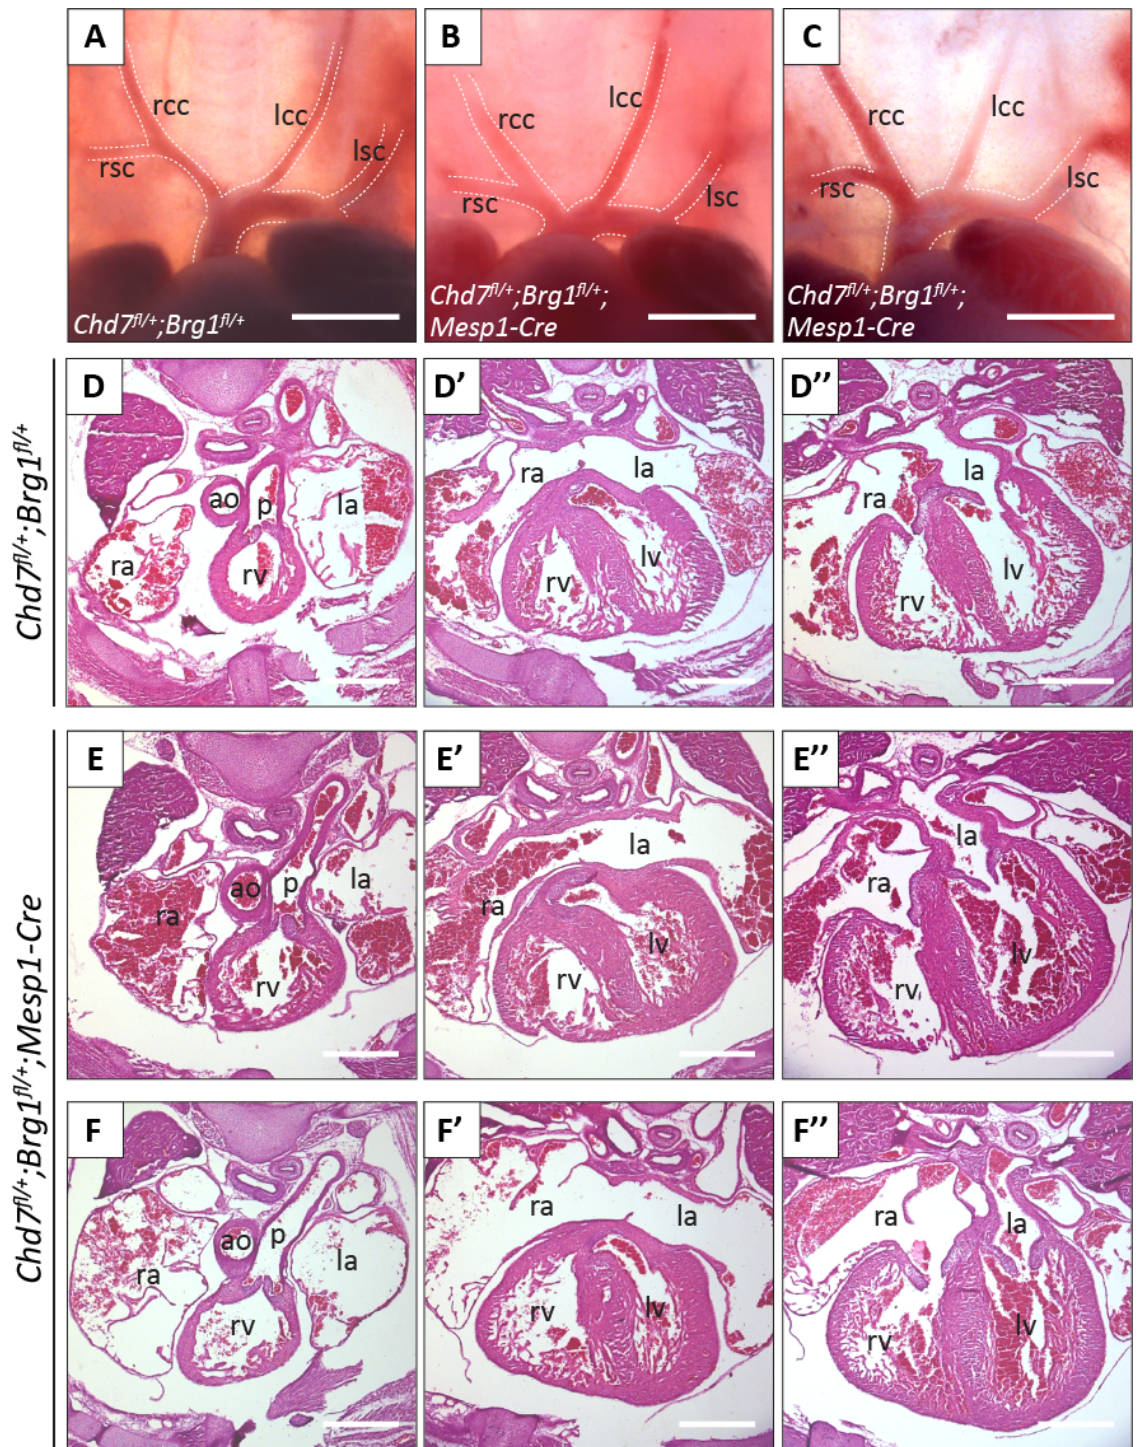 A
rcc
lcc
rsc
lsc
Chd7fl/+;Brg1fl/+
B
rcc
lcc
rsc
lsc
Chd7fl/+;Brg1fl/+;
Mesp1-Cre
C
rcc
lcc
rsc
lsc
Chd7fl/+;Brg1fl/+;
Mesp1-Cre
Chd7fl/+;Brg1fl/+
D
ao
p
la
ra
rv
D'
ra
la
rv
lv
D''
ra
la
rv
lv
Chd7fl/+;Brg1fl/+;Mesp1-Cre
E
ao
p
la
ra
rv
E'
la
ra
lv
rv
E''
la
ra
lv
rv
F
ao
p
la
ra
rv
F'
ra
la
rv
lv
F''
ra
la
rv
lv